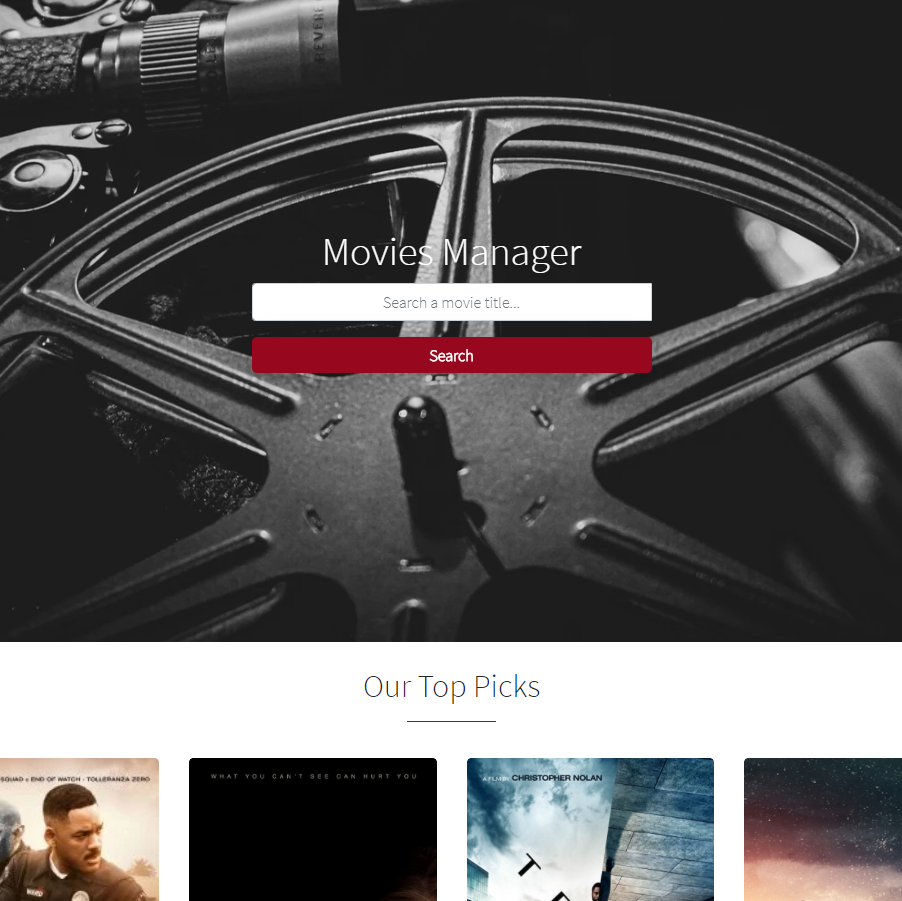 Movies Manager
Search a movie title...
Search
Our Top Picks
SQUAD e END OF WATCH - TOLLERANZA ZERO
WHAT YOU CAN'T SEE CAN HURT YOU
A FILM BY CHRISTOPHER NOLAN
T